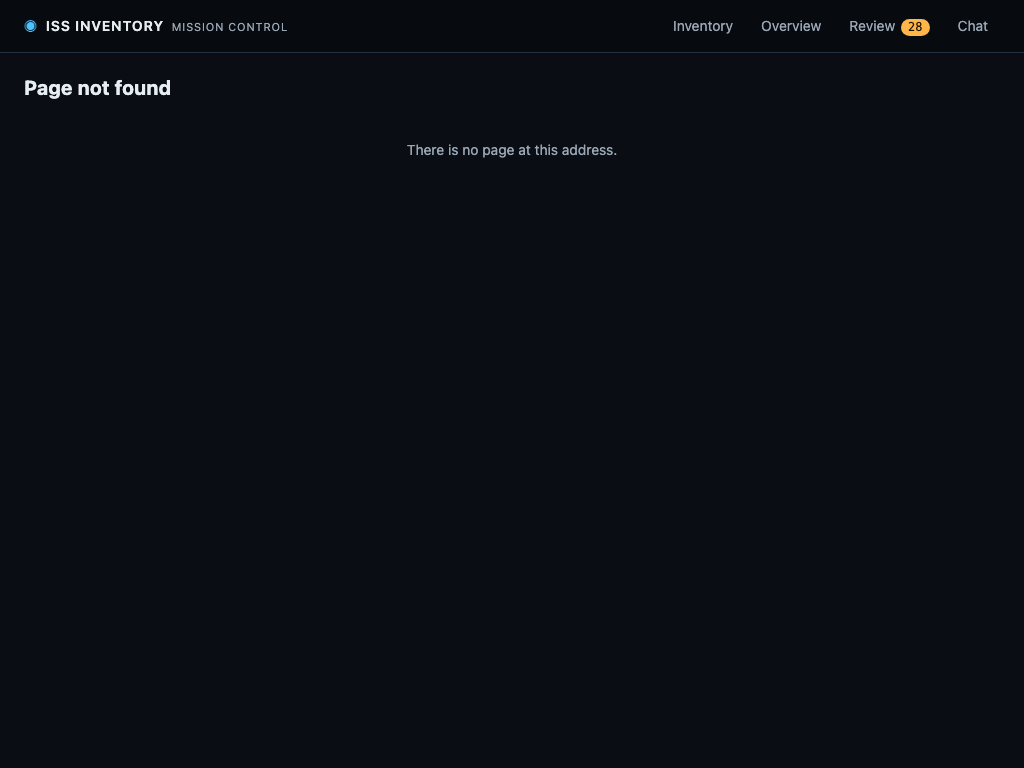 ISS INVENTORY MISSION CONTROL Inventory Overview Review 28 Chat
Page not found
There is no page at this address.